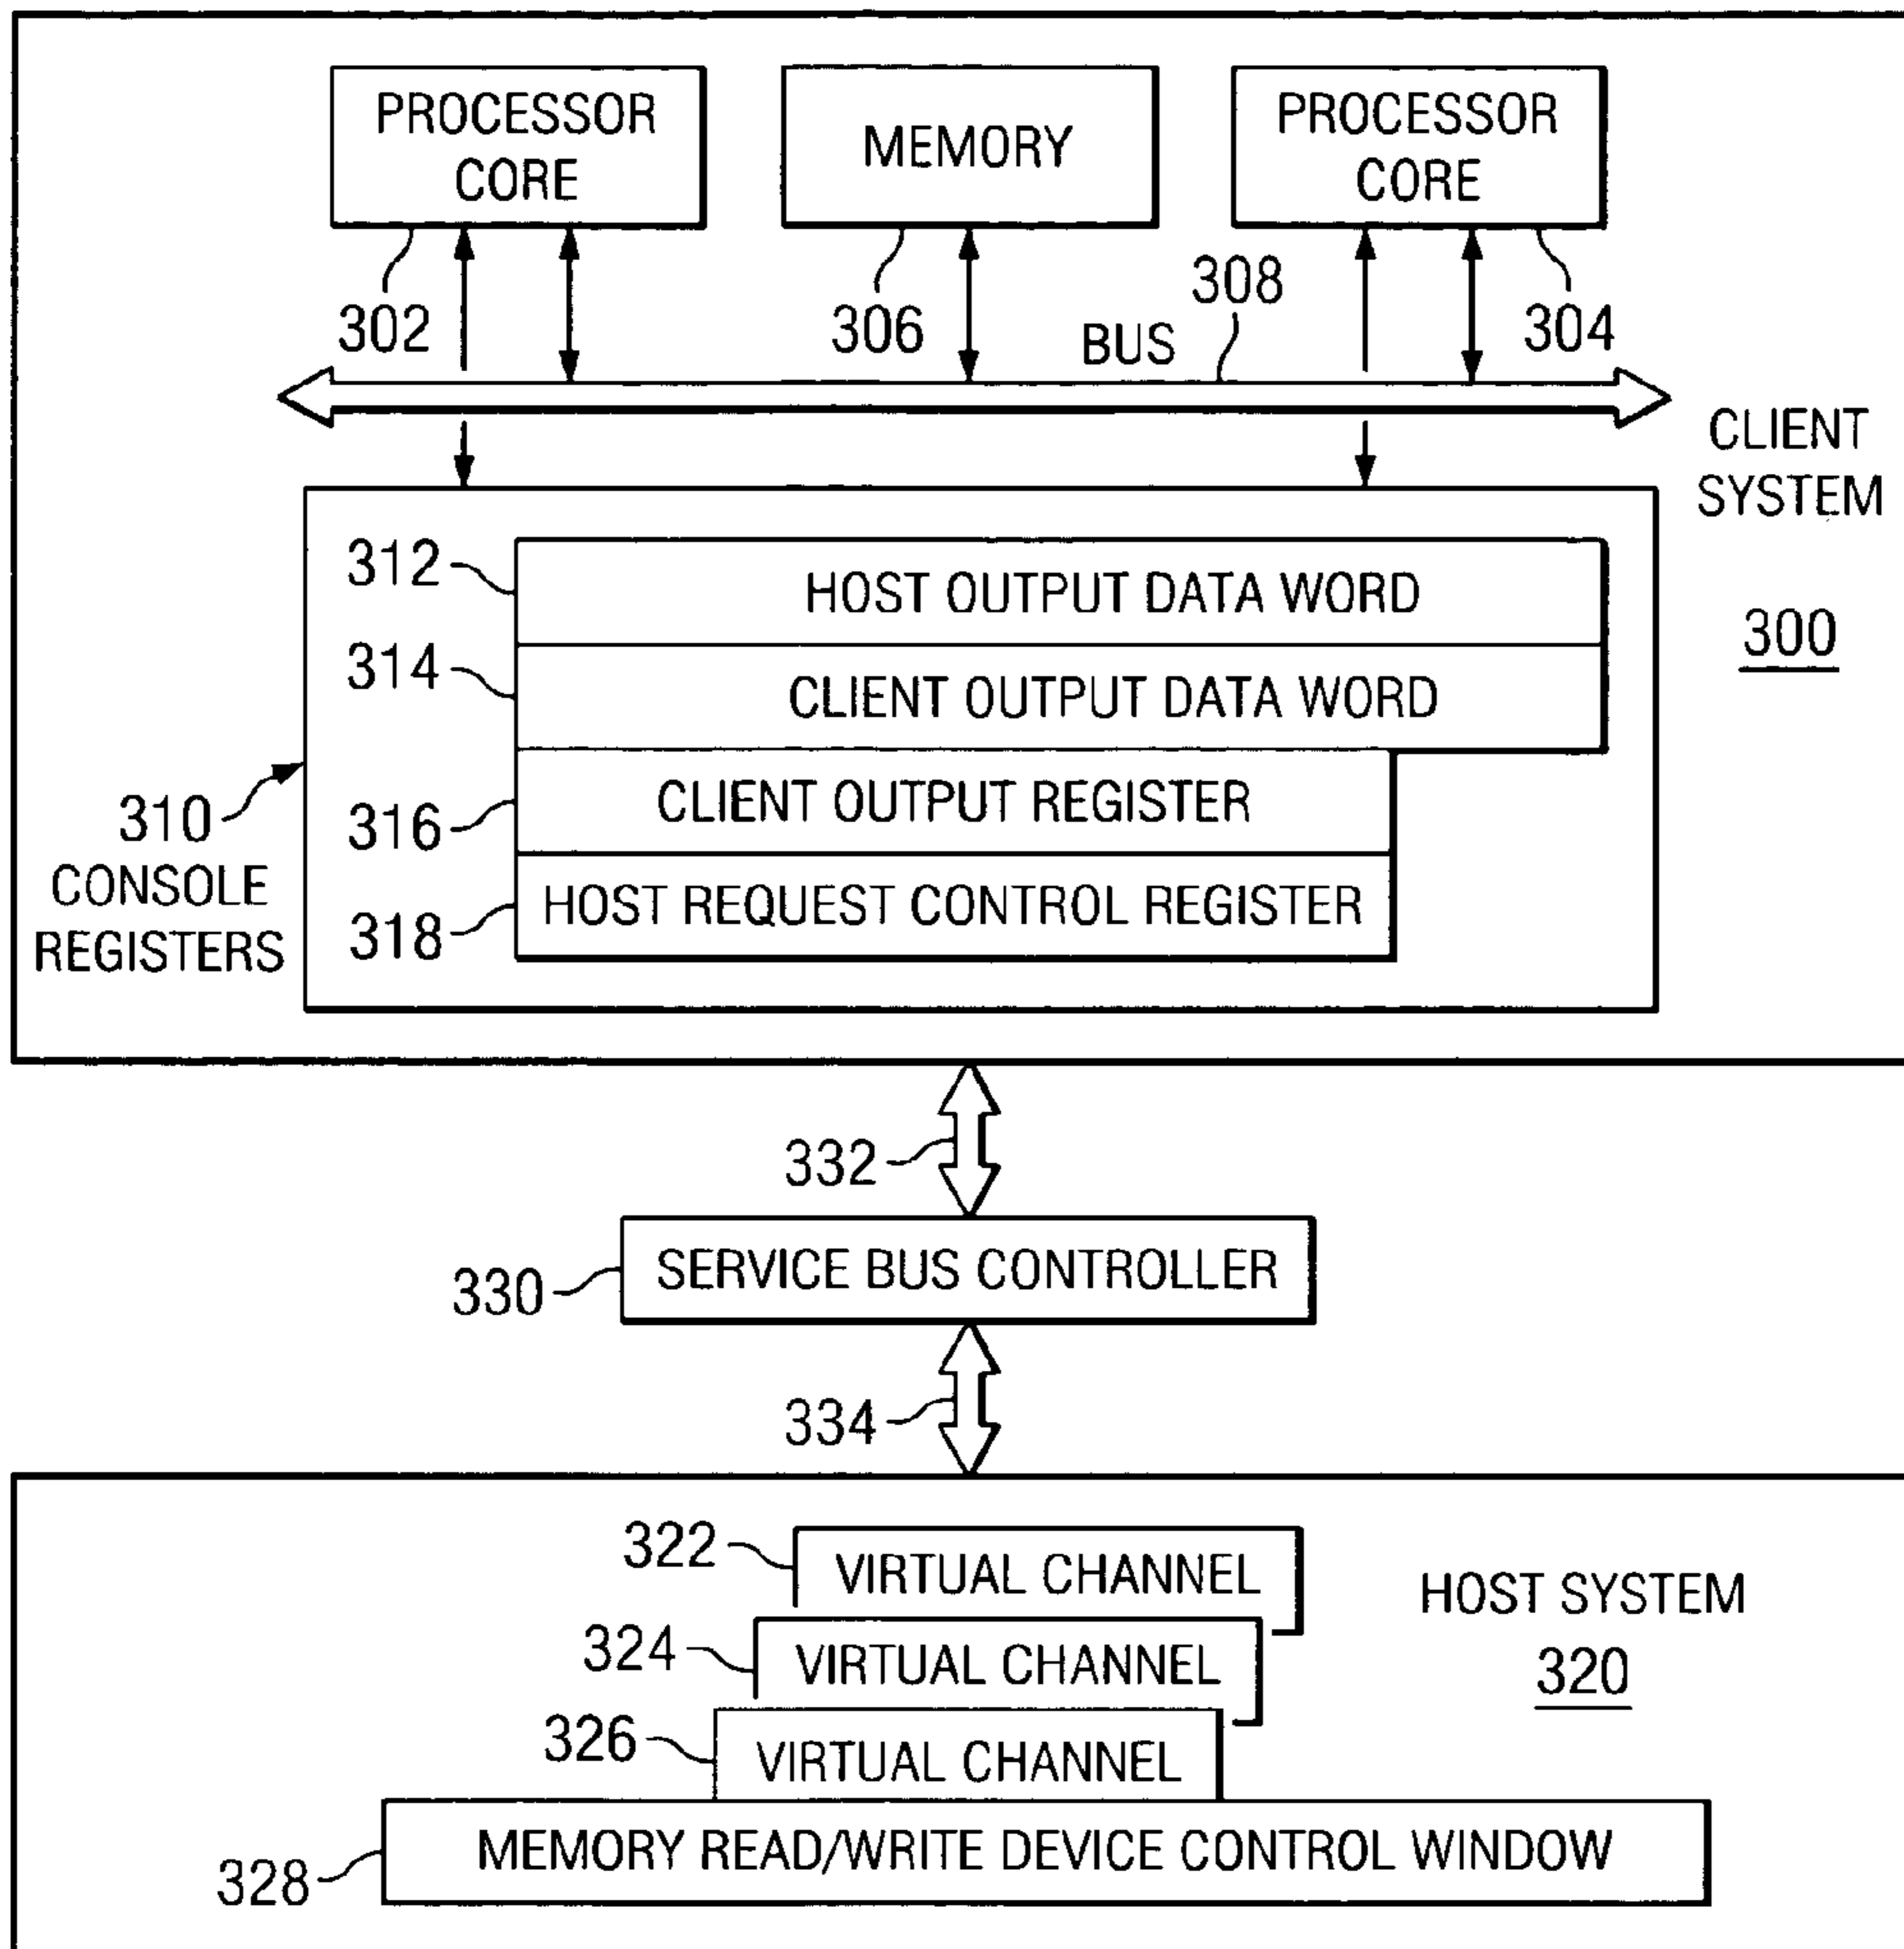 PROCESSOR
CORE
MEMORY
PROCESSOR
CORE
302
306
BUS
308
304
CLIENT
SYSTEM
300
312
HOST OUTPUT DATA WORD
314
CLIENT OUTPUT DATA WORD
310
CONSOLE
REGISTERS
316
CLIENT OUTPUT REGISTER
318
HOST REQUEST CONTROL REGISTER
332
330
SERVICE BUS CONTROLLER
334
322
VIRTUAL CHANNEL
HOST SYSTEM
320
324
VIRTUAL CHANNEL
326
VIRTUAL CHANNEL
328
MEMORY READ/WRITE DEVICE CONTROL WINDOW